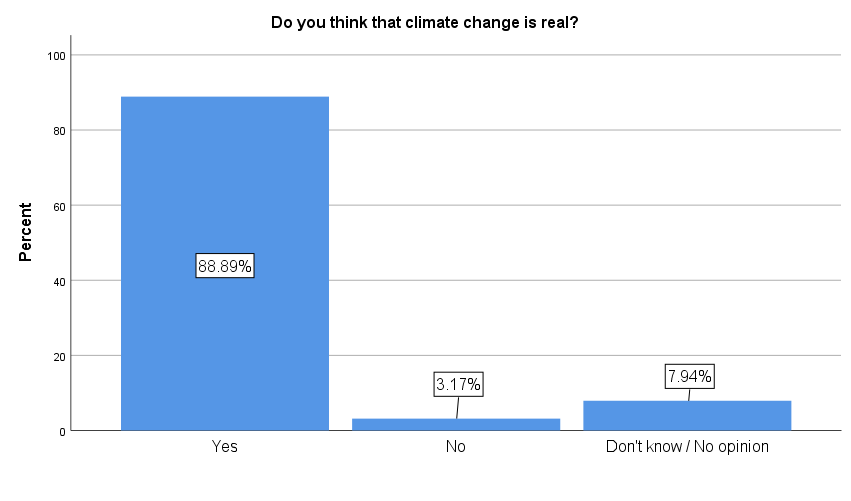 Do you think that climate change is real?
Percent
100
80
60
40
20
0
88.89%
3.17%
7.94%
Yes
No
Don't know / No opinion